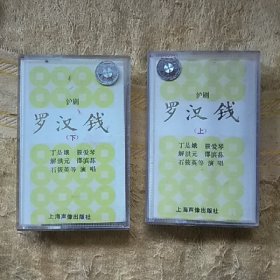 沪剧
罗汉钱
(下)
丁是娥 筱爱琴
解洪元 邵滨荪
石筱英等 演唱
上海声像出版社
沪剧
罗汉钱
(上)
丁是娥 筱爱琴
解洪元 邵滨荪
石筱英等 演唱
上海声像出版社